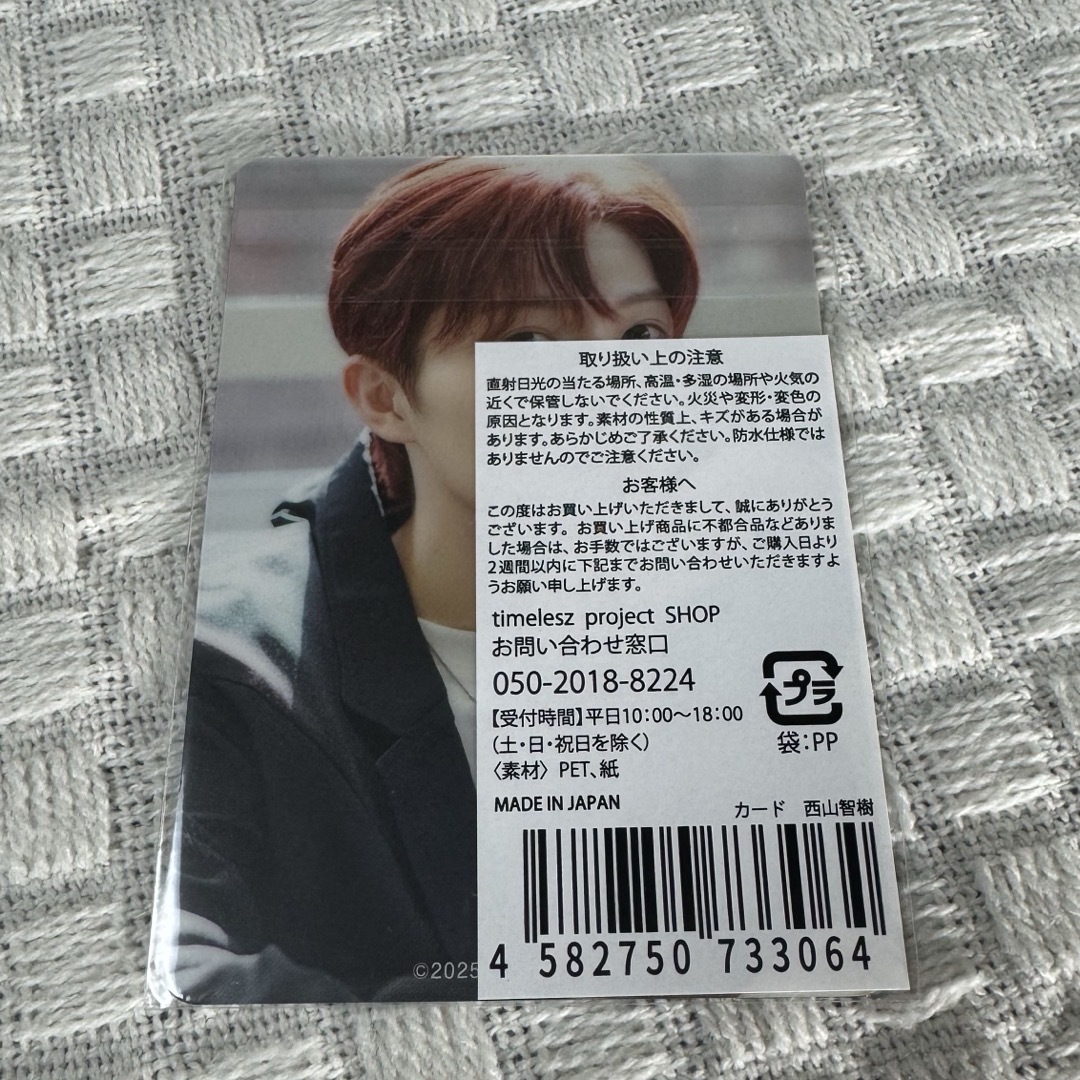 取り扱い上の注意
直射日光の当たる場所、高温・多湿の場所や火気の
近くで保管しないでください。火災や変形・変色の
原因となります。素材の性質上、キズがある場合が
あります。あらかじめご了承ください。防水仕様では
ありませんのでご注意ください。
お客様へ
この度はお買い上げいただきまして、誠にありがとう
ございます。お買い上げ商品に不都合品などありま
した場合は、お手数ではございますが、ご購入日より
2週間以内に下記までお問い合わせいただきますよ
うお願い申し上げます。
timelesz project SHOP
お問い合わせ窓口
050-2018-8224
【受付時間】平日10:00〜18:00
(土・日・祝日を除く)
〈素材〉PET、紙
プラ
袋:PP
MADE IN JAPAN
カード 西山智樹
4 582750 733064
©2025